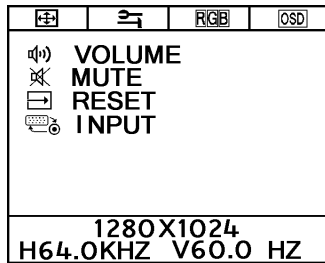 RGB OSD
VOLUME
MUTE
RESET
INPUT
1280X1024
H64.0KHZ V60.0 HZ